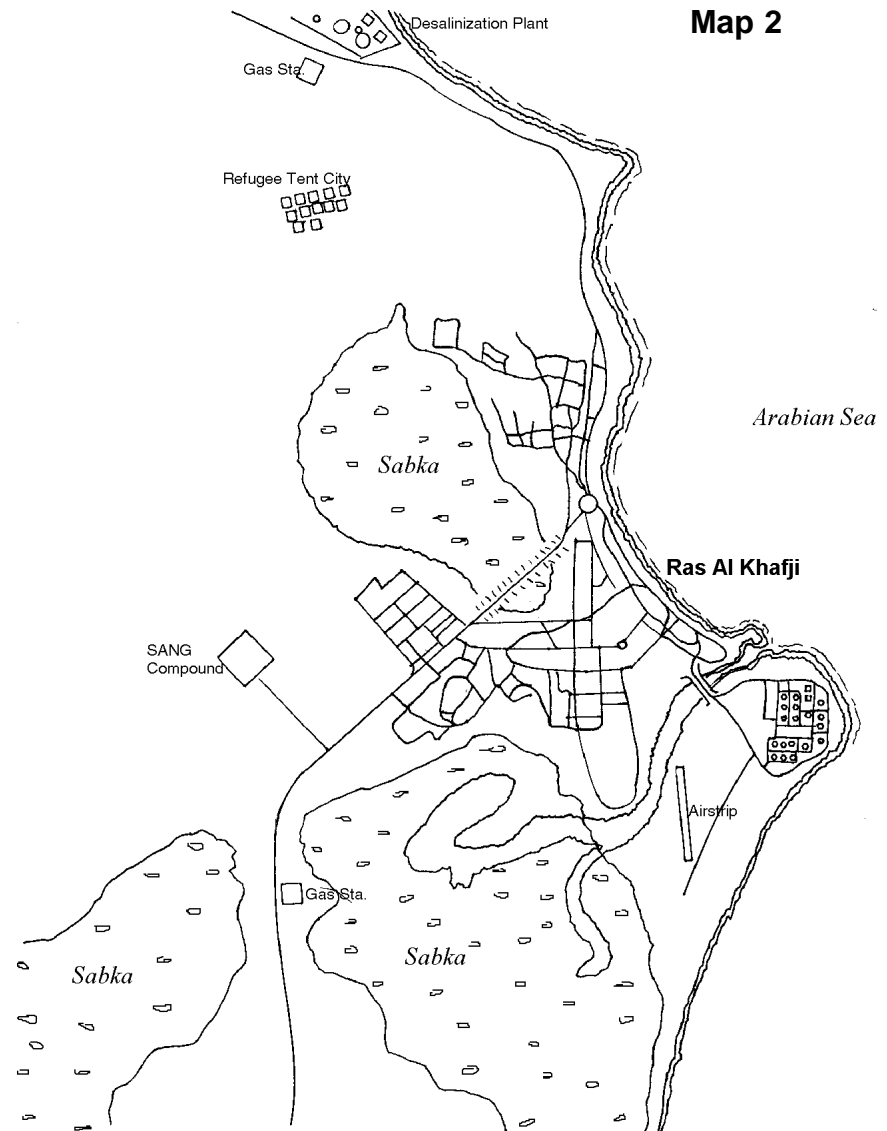 Map 2
Desalinization Plant
Gas Sta.
Refugee Tent City
Arabian Sea
Sabka
Ras Al Khafji
SANG
Compound
Airstrip
Gas Sta.
Sabka
Sabka